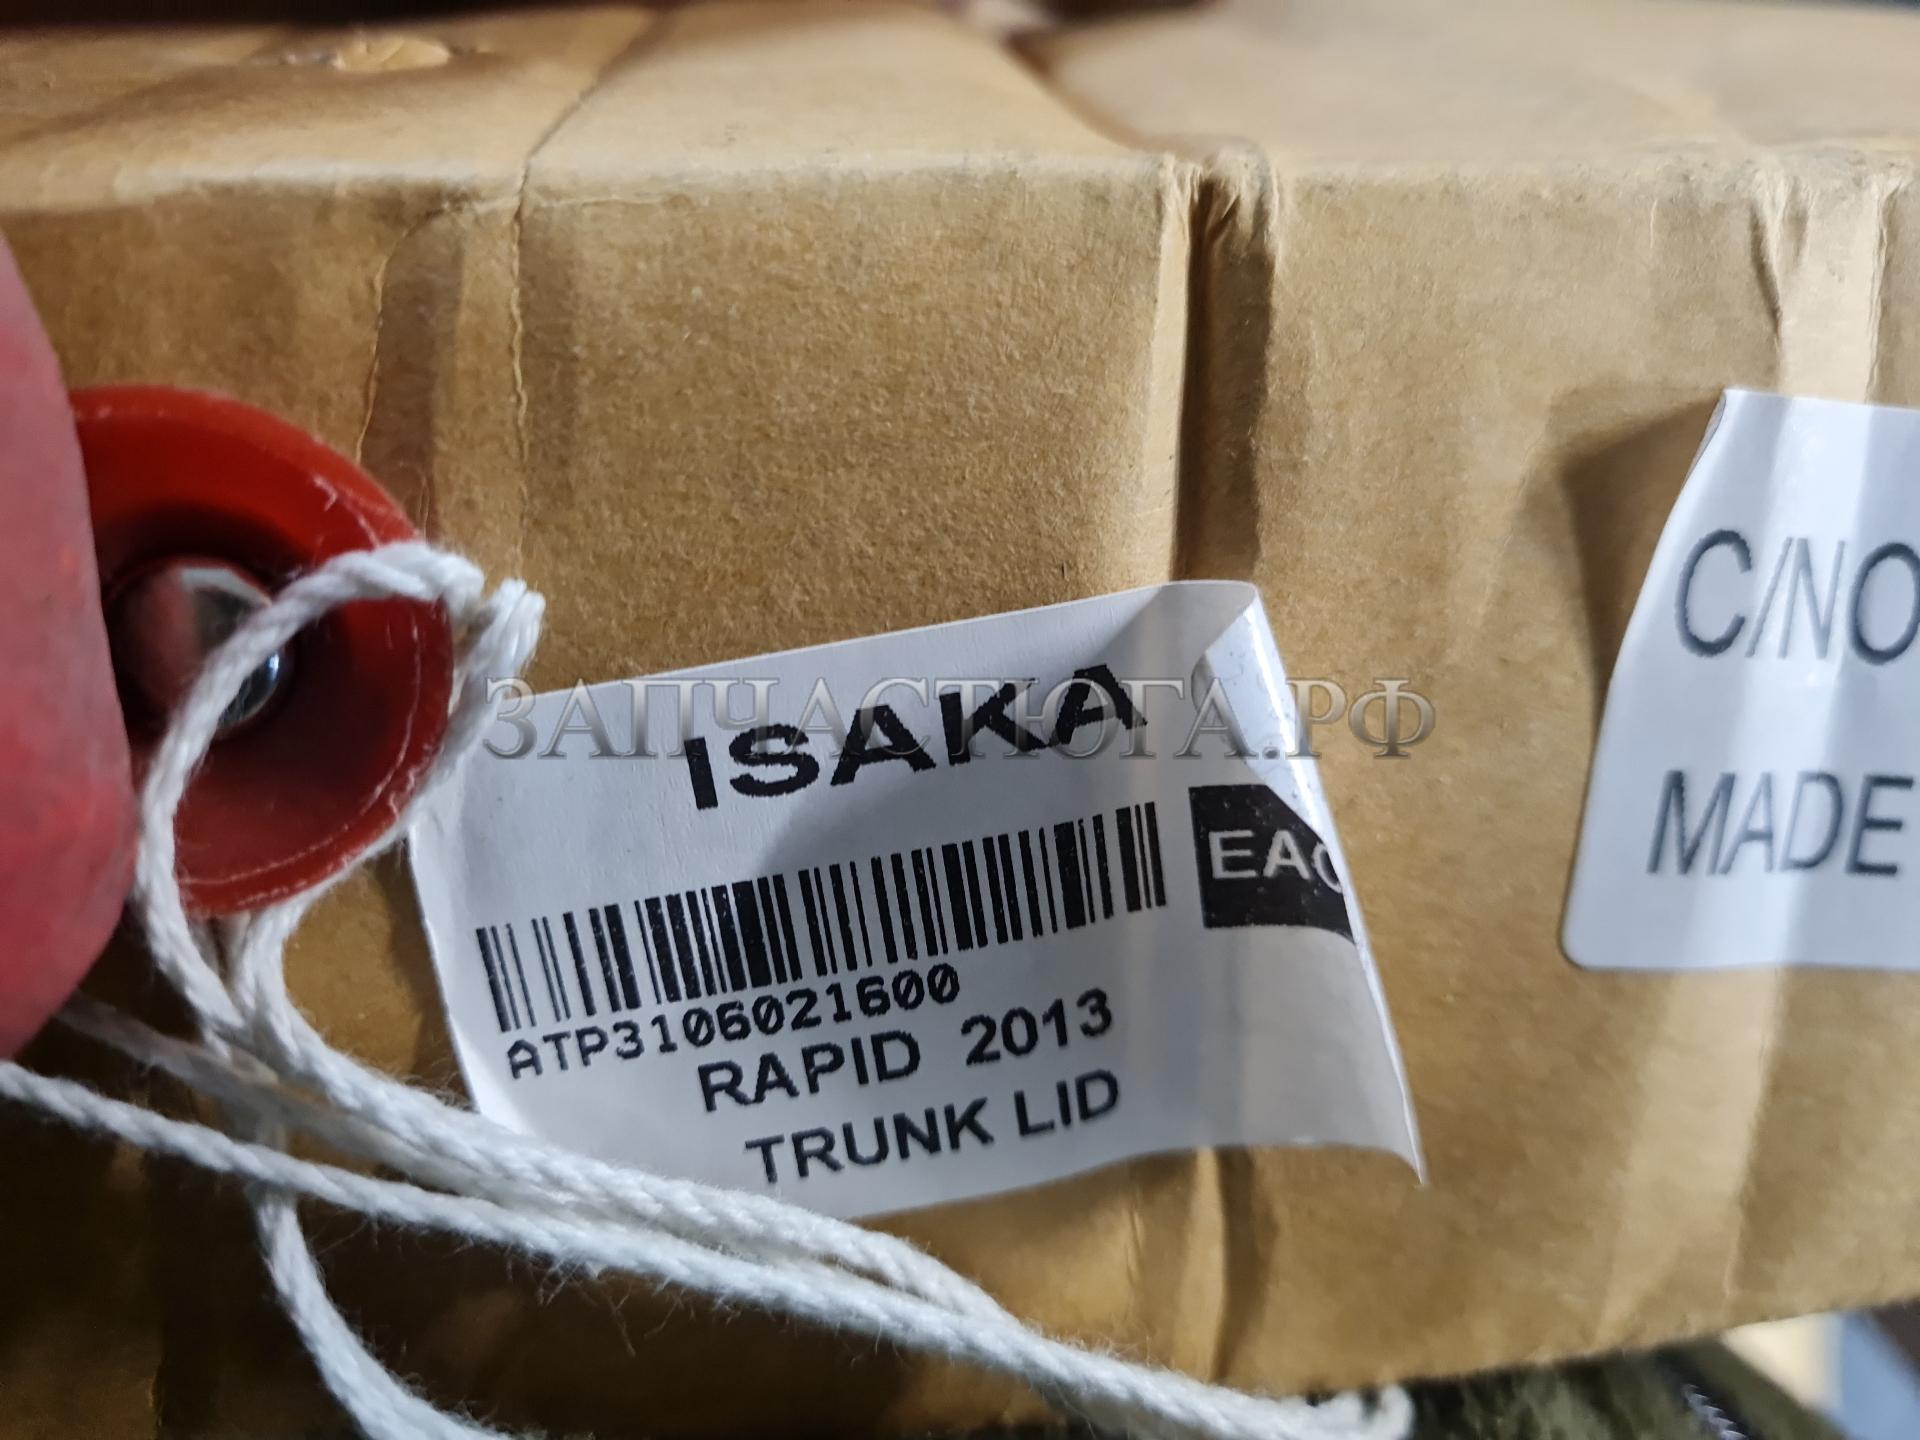 ЗАПЧАСТЮГА.РФ
ISAKA
EAC
ATP3106021600
RAPID 2013
TRUNK LID
C/NO
MADE